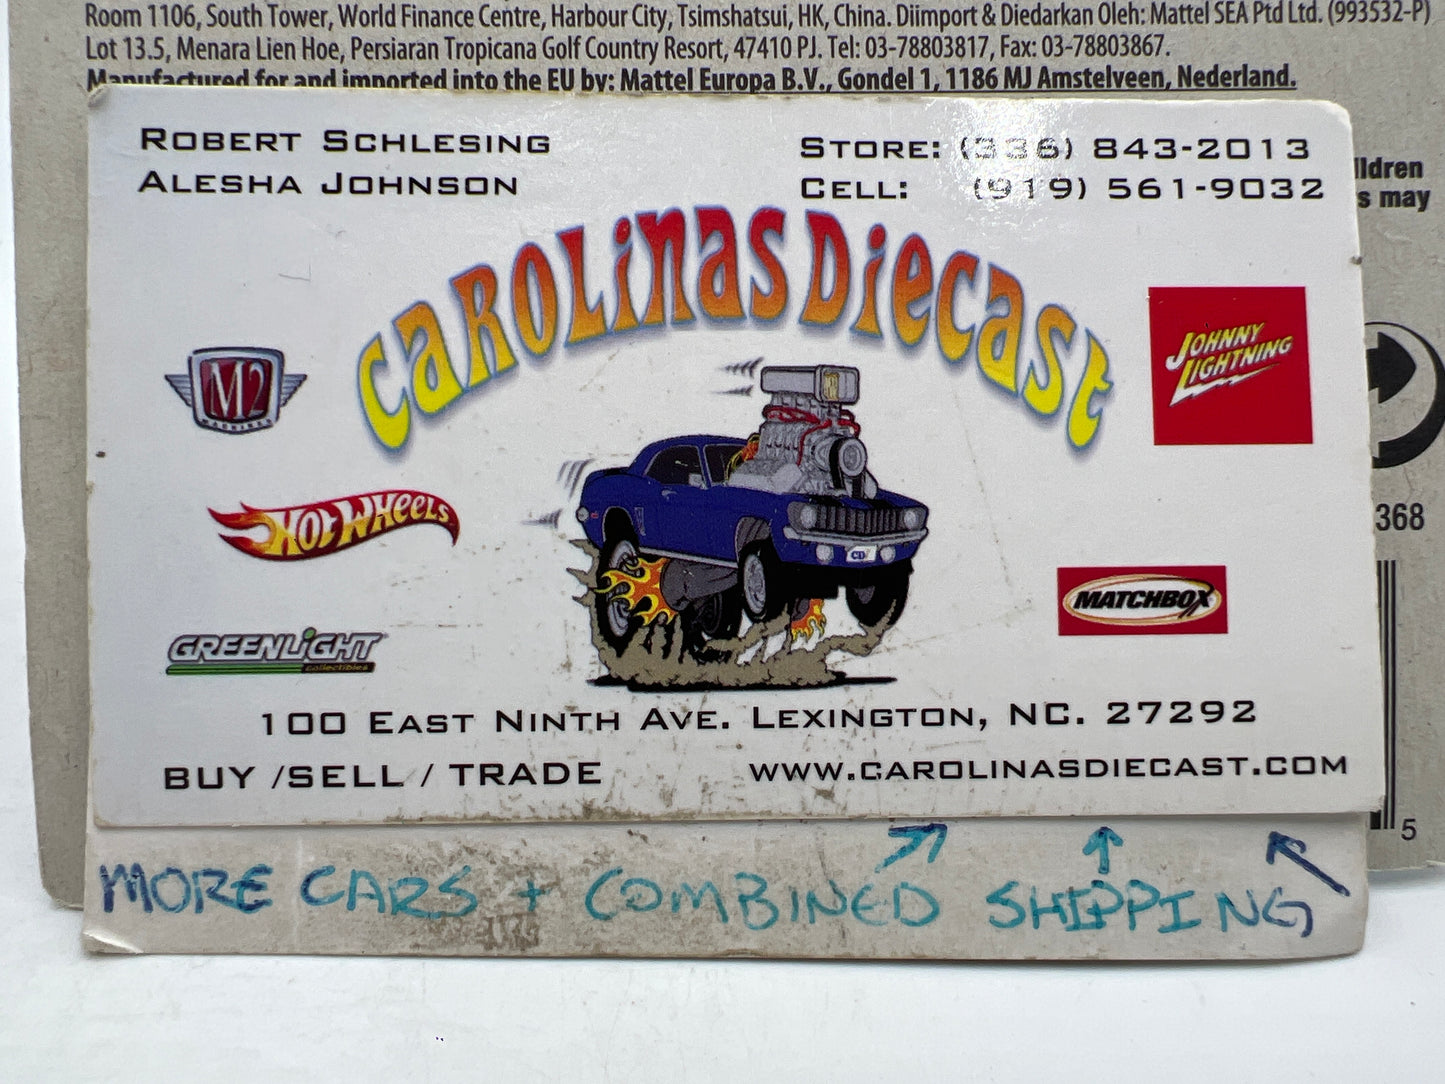 Room 1106, South Tower, World Finance Centre, Harbour City, Tsimshatsui, HK, China. Diimport & Diedarkan Oleh: Mattel SEA Ptd Ltd. (993532-P)
Lot 13.5, Menara Lien Hoe, Persiaran Tropicana Golf Country Resort, 47410 PJ. Tel: 03-78803817, Fax: 03-78803867.
Manufactured for and imported into the EU by: Mattel Europa B.V., Gondel 1, 1186 MJ Amstelveen, Nederland.
ROBERT SCHLESING
ALESHA JOHNSON
STORE: (336) 843-2013
CELL: (919) 561-9032
ldren
s may
CAROLINAS DIECAST
M2
MACHINES
JOHNNY
LIGHTNING
HOT WHEELS
CD
368
MATCHBOX
GREENLIGHT
collectibles
100 EAST NINTH AVE. LEXINGTON, NC. 27292
BUY /SELL / TRADE
WWW.CAROLINASDIECAST.COM
5
MORE CARS + COMBINED SHIPPING